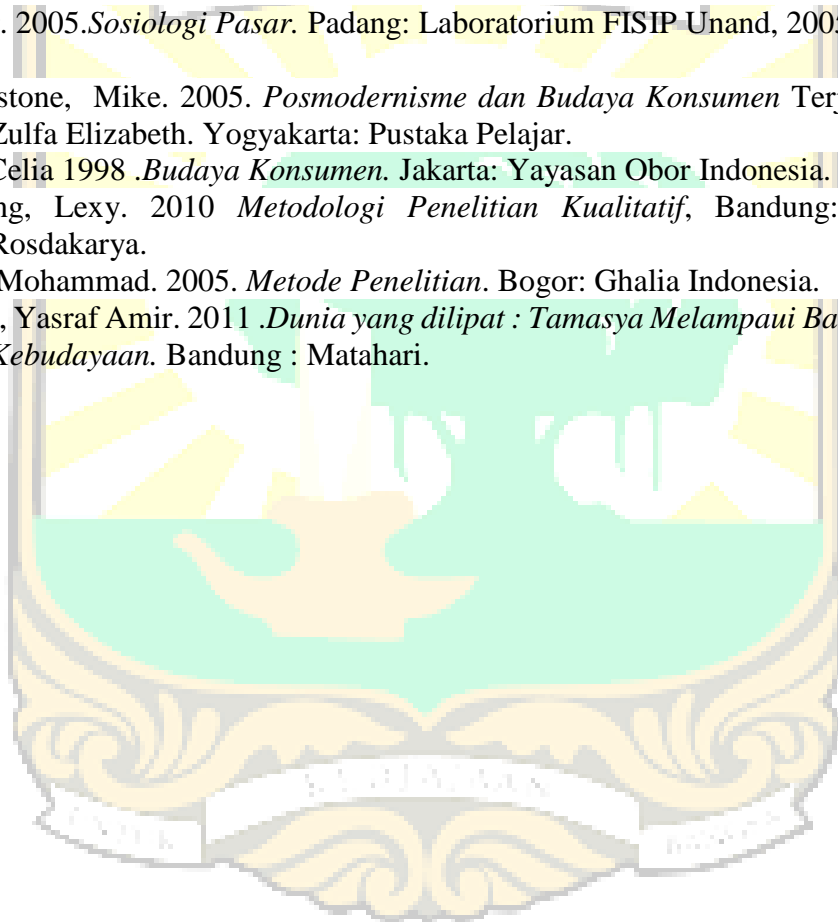 . 2005.Sosiologi Pasar. Padang: Laboratorium FISIP Unand, 2005
stone, Mike. 2005. Posmodernisme dan Budaya Konsumen Terj
Zulfa Elizabeth. Yogyakarta: Pustaka Pelajar.
Celia 1998 .Budaya Konsumen. Jakarta: Yayasan Obor Indonesia.
ng, Lexy. 2010 Metodologi Penelitian Kualitatif, Bandung:
Rosdakarya.
Mohammad. 2005. Metode Penelitian. Bogor: Ghalia Indonesia.
, Yasraf Amir. 2011 .Dunia yang dilipat : Tamasya Melampaui Ba
Kebudayaan. Bandung : Matahari.